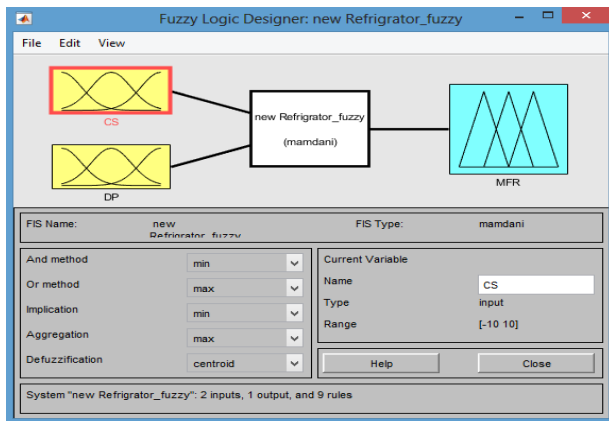 Fuzzy Logic Designer: new Refrigrator_fuzzy
File Edit View
CS
DP
new Refrigrator_fuzzy
(mamdani)
MFR
FIS Name: new Refrigrator_fuzzy FIS Type: mamdani
And method min
Or method max
Implication min
Aggregation max
Defuzzification centroid
Current Variable
Name CS
Type input
Range [-10 10]
Help Close
System "new Refrigrator_fuzzy": 2 inputs, 1 output, and 9 rules